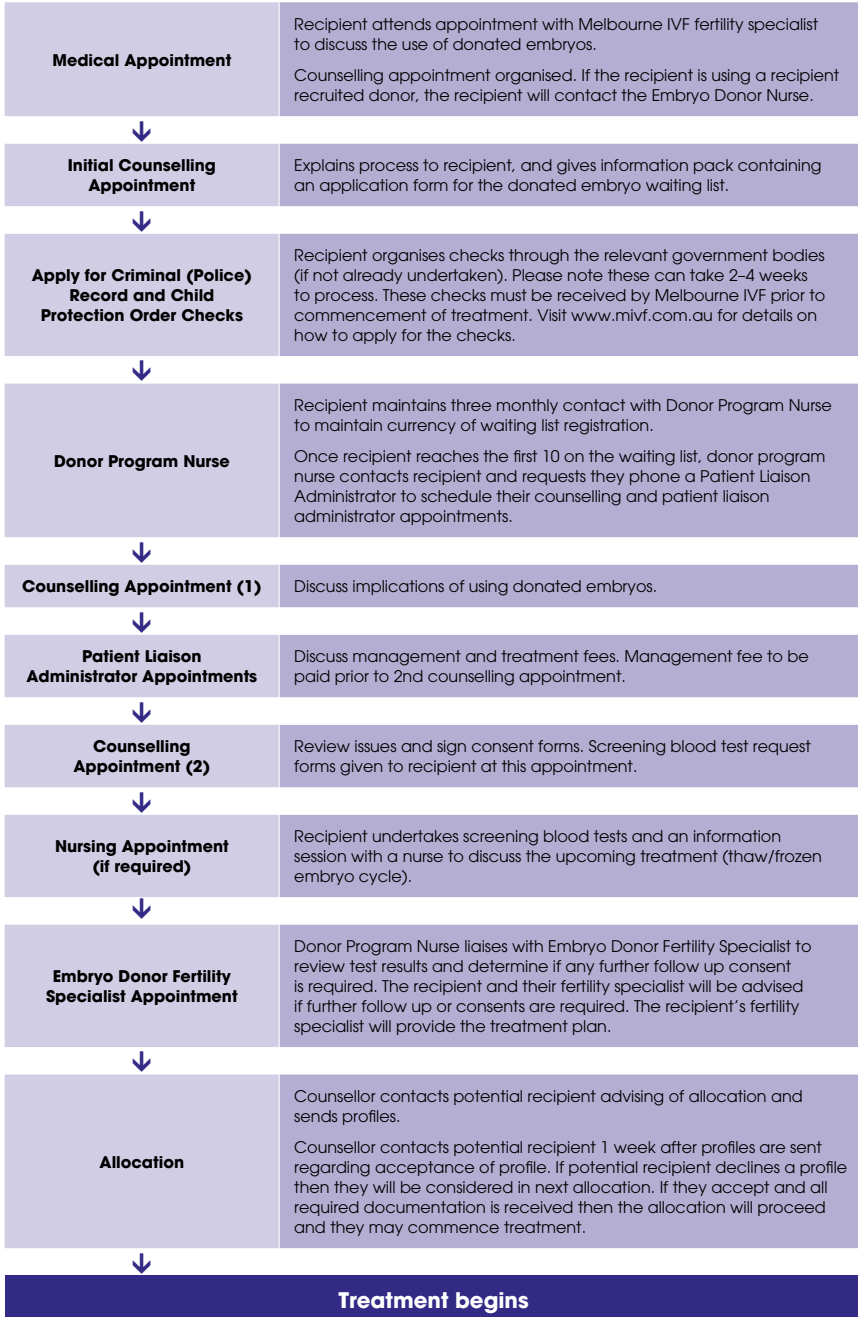 Medical Appointment
Recipient attends appointment with Melbourne IVF fertility specialist
to discuss the use of donated embryos.
Counselling appointment organised. If the recipient is using a recipient
recruited donor, the recipient will contact the Embryo Donor Nurse.
Initial Counselling
Appointment
Explains process to recipient, and gives information pack containing
an application form for the donated embryo waiting list.
Apply for Criminal (Police)
Record and Child
Protection Order Checks
Recipient organises checks through the relevant government bodies
(if not already undertaken). Please note these can take 2–4 weeks
to process. These checks must be received by Melbourne IVF prior to
commencement of treatment. Visit www.mivf.com.au for details on
how to apply for the checks.
Donor Program Nurse
Recipient maintains three monthly contact with Donor Program Nurse
to maintain currency of waiting list registration.
Once recipient reaches the first 10 on the waiting list, donor program
nurse contacts recipient and requests they phone a Patient Liaison
Administrator to schedule their counselling and patient liaison
administrator appointments.
Counselling Appointment (1)
Discuss implications of using donated embryos.
Patient Liaison
Administrator Appointments
Discuss management and treatment fees. Management fee to be
paid prior to 2nd counselling appointment.
Counselling
Appointment (2)
Review issues and sign consent forms. Screening blood test request
forms given to recipient at this appointment.
Nursing Appointment
(if required)
Recipient undertakes screening blood tests and an information
session with a nurse to discuss the upcoming treatment (thaw/frozen
embryo cycle).
Embryo Donor Fertility
Specialist Appointment
Donor Program Nurse liaises with Embryo Donor Fertility Specialist to
review test results and determine if any further follow up consent
is required. The recipient and their fertility specialist will be advised
if further follow up or consents are required. The recipient's fertility
specialist will provide the treatment plan.
Allocation
Counsellor contacts potential recipient advising of allocation and
sends profiles.
Counsellor contacts potential recipient 1 week after profiles are sent
regarding acceptance of profile. If potential recipient declines a profile
then they will be considered in next allocation. If they accept and all
required documentation is received then the allocation will proceed
and they may commence treatment.
Treatment begins